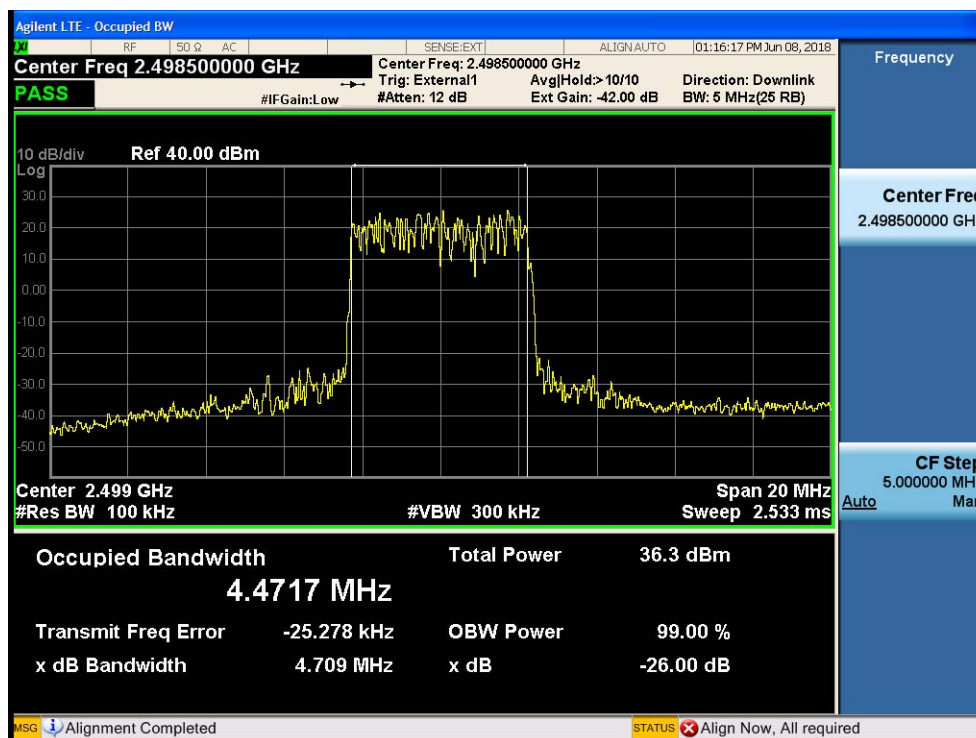 Agilent LTE - Occupied BW
LXI RF 50 Ω AC SENSE:EXT ALIGN AUTO 01:16:17 PM Jun 08, 2018
Center Freq 2.498500000 GHz
Center Freq: 2.498500000 GHz
Trig: External1 Avg|Hold:>10/10 Direction: Downlink
PASS
#IFGain:Low #Atten: 12 dB Ext Gain: -42.00 dB BW: 5 MHz(25 RB)
10 dB/div Ref 40.00 dBm
Log
30.0
20.0
10.0
0.00
-10.0
-20.0
-30.0
-40.0
-50.0
Center 2.499 GHz Span 20 MHz
#Res BW 100 kHz #VBW 300 kHz Sweep 2.533 ms
Occupied Bandwidth Total Power 36.3 dBm
4.4717 MHz
Transmit Freq Error -25.278 kHz OBW Power 99.00 %
x dB Bandwidth 4.709 MHz x dB -26.00 dB
MSG Alignment Completed STATUS Align Now, All required
Frequency
Center Fre
2.498500000 GH
CF Step
5.000000 MH
Auto Ma